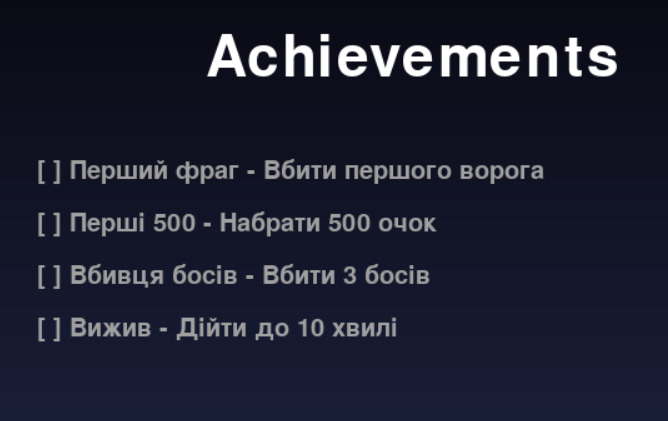 Achievements
[ ] Перший фраг - Вбити першого ворога
[ ] Перші 500 - Набрати 500 очок
[ ] Вбивця босів - Вбити 3 босів
[ ] Вижив - Дійти до 10 хвилі